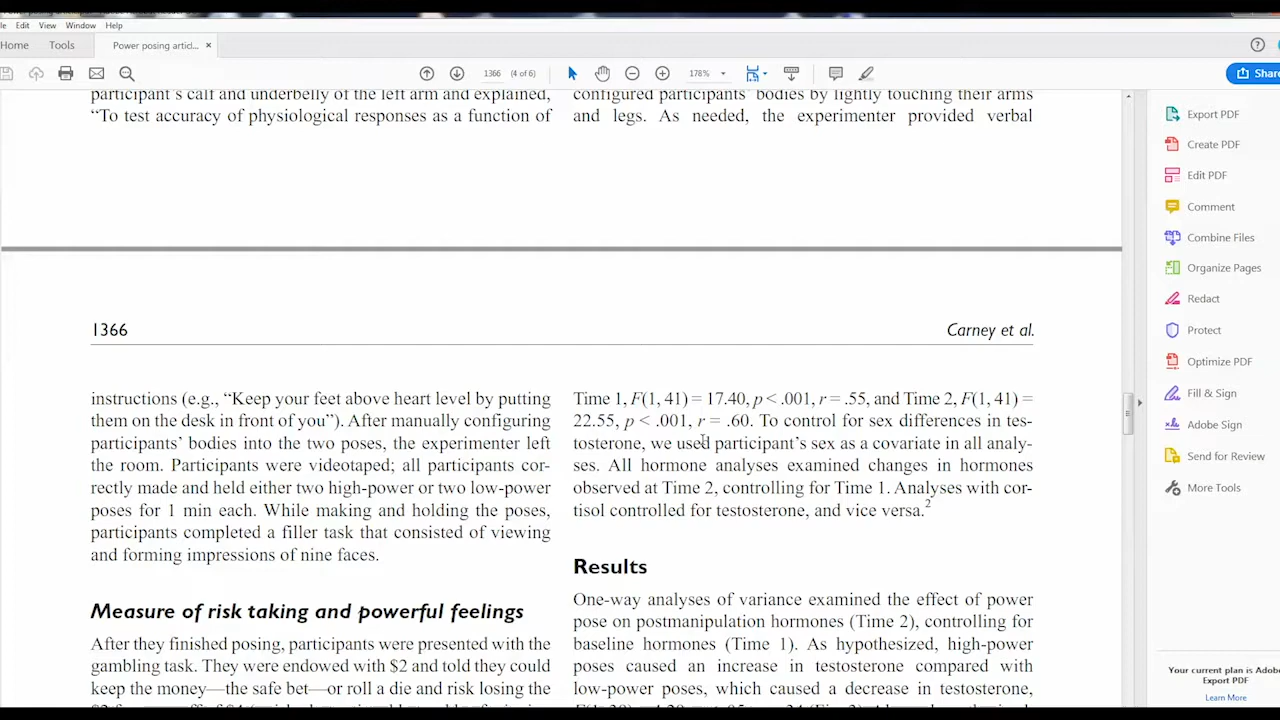 Edit View Window Help
Home Tools Power posing articl... ×
1366 (4 of 6) 178% Share
participant's calf and underbelly of the left arm and explained,
"To test accuracy of physiological responses as a function of
configured participants' bodies by lightly touching their arms
and legs. As needed, the experimenter provided verbal
1366
Carney et al.
instructions (e.g., "Keep your feet above heart level by putting
them on the desk in front of you"). After manually configuring
participants' bodies into the two poses, the experimenter left
the room. Participants were videotaped; all participants cor-
rectly made and held either two high-power or two low-power
poses for 1 min each. While making and holding the poses,
participants completed a filler task that consisted of viewing
and forming impressions of nine faces.
Measure of risk taking and powerful feelings
After they finished posing, participants were presented with the
gambling task. They were endowed with $2 and told they could
keep the money—the safe bet—or roll a die and risk losing the
Time 1, F(1, 41) = 17.40, p < .001, r = .55, and Time 2, F(1, 41) =
22.55, p < .001, r = .60. To control for sex differences in tes-
tosterone, we used participant's sex as a covariate in all analy-
ses. All hormone analyses examined changes in hormones
observed at Time 2, controlling for Time 1. Analyses with cor-
tisol controlled for testosterone, and vice versa.2
Results
One-way analyses of variance examined the effect of power
pose on postmanipulation hormones (Time 2), controlling for
baseline hormones (Time 1). As hypothesized, high-power
poses caused an increase in testosterone compared with
low-power poses, which caused a decrease in testosterone,
Export PDF
Create PDF
Edit PDF
Comment
Combine Files
Organize Pages
Redact
Protect
Optimize PDF
Fill & Sign
Adobe Sign
Send for Review
More Tools
Your current plan is Adobe
Export PDF
Learn More